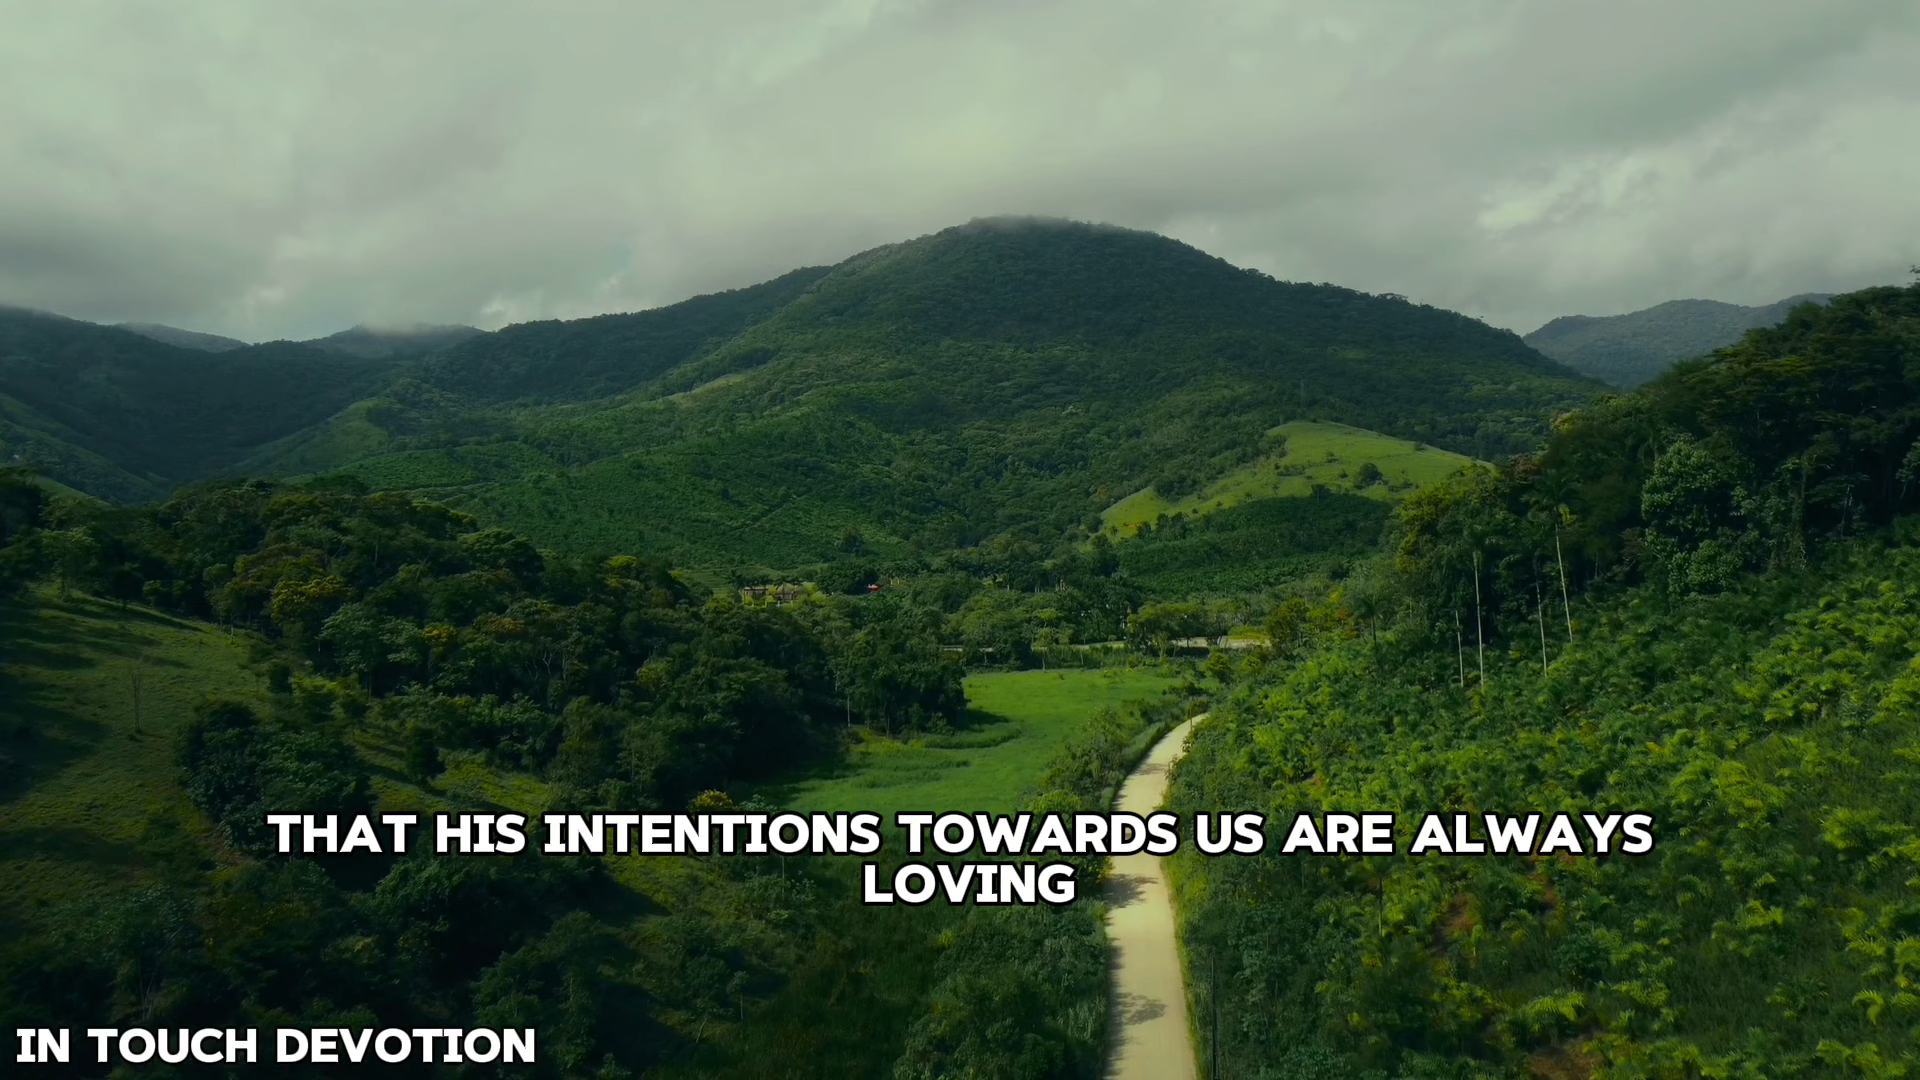 THAT HIS INTENTIONS TOWARDS US ARE ALWAYS
LOVING
IN TOUCH DEVOTION